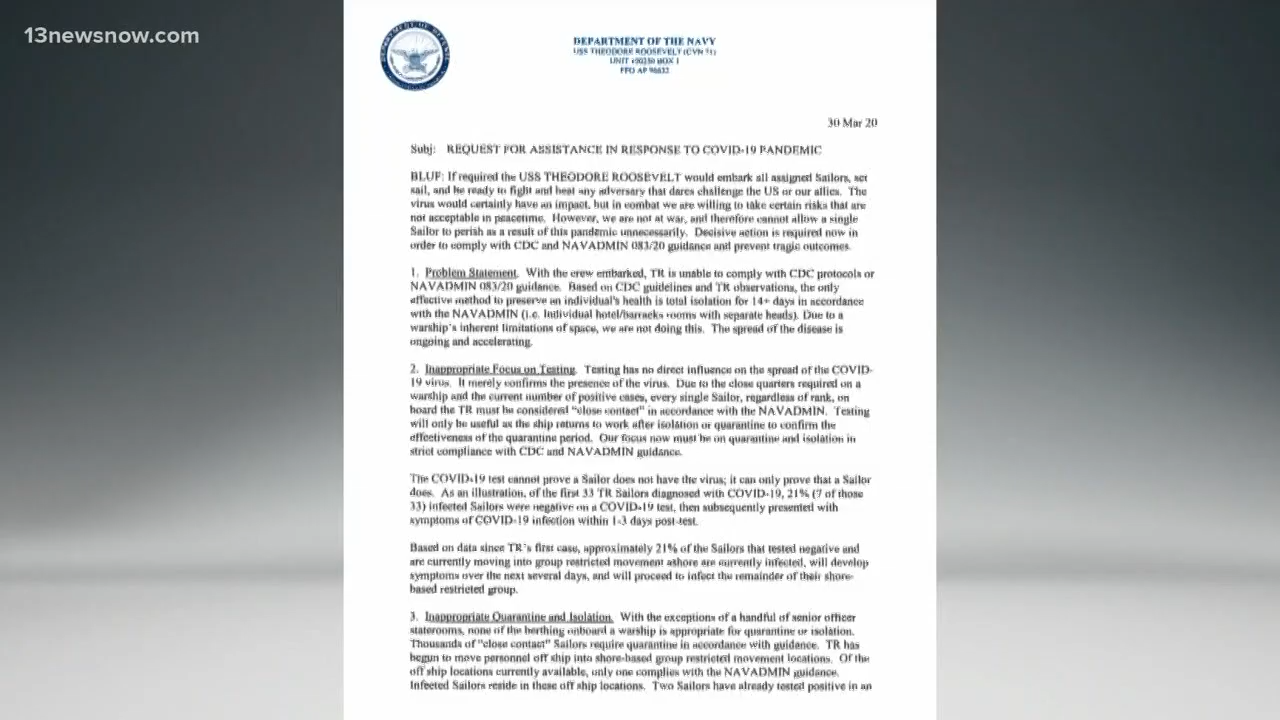 13newsnow.com
DEPARTMENT OF THE NAVY
USS THEODORE ROOSEVELT (CVN 71)
UNIT 100250 BOX 1
FPO AP 96632
30 Mar 20
Subj: REQUEST FOR ASSISTANCE IN RESPONSE TO COVID-19 PANDEMIC
BLUF: If required the USS THEODORE ROOSEVELT would embark all assigned Sailors, set
sail, and be ready to fight and beat any adversary that dares challenge the US or our allies. The
virus would certainly have an impact, but in combat we are willing to take certain risks that are
not acceptable in peacetime. However, we are not at war, and therefore cannot allow a single
Sailor to perish as a result of this pandemic unnecessarily. Decisive action is required now in
order to comply with CDC and NAVADMIN 083/20 guidance and prevent tragic outcomes.
1. Problem Statement. With the crew embarked, TR is unable to comply with CDC protocols or
NAVADMIN 083/20 guidance. Based on CDC guidelines and TR observations, the only
effective method to preserve an individual's health is total isolation for 14+ days in accordance
with the NAVADMIN (i.e. Individual hotel/barracks rooms with separate heads). Due to a
warship's inherent limitations of space, we are not doing this. The spread of the disease is
ongoing and accelerating.
2. Inappropriate Focus on Testing. Testing has no direct influence on the spread of the COVID-
19 virus. It merely confirms the presence of the virus. Due to the close quarters required on a
warship and the current number of positive cases, every single Sailor, regardless of rank, on
board the TR must be considered "close contact" in accordance with the NAVADMIN. Testing
will only be useful as the ship returns to work after isolation or quarantine to confirm the
effectiveness of the quarantine period. Our focus now must be on quarantine and isolation in
strict compliance with CDC and NAVADMIN guidance.
The COVID-19 test cannot prove a Sailor does not have the virus; it can only prove that a Sailor
does. As an illustration, of the first 33 TR Sailors diagnosed with COVID-19, 21% (7 of those
33) infected Sailors were negative on a COVID-19 test, then subsequently presented with
symptoms of COVID-19 infection within 1-3 days post-test.
Based on data since TR's first case, approximately 21% of the Sailors that tested negative and
are currently moving into group restricted movement ashore are currently infected, will develop
symptoms over the next several days, and will proceed to infect the remainder of their shore-
based restricted group.
3. Inappropriate Quarantine and Isolation. With the exceptions of a handful of senior officer
staterooms, none of the berthing onboard a warship is appropriate for quarantine or isolation.
Thousands of "close contact" Sailors require quarantine in accordance with guidance. TR has
begun to move personnel off ship into shore-based group restricted movement locations. Of the
off ship locations currently available, only one complies with the NAVADMIN guidance.
Infected Sailors reside in these off ship locations. Two Sailors have already tested positive in an